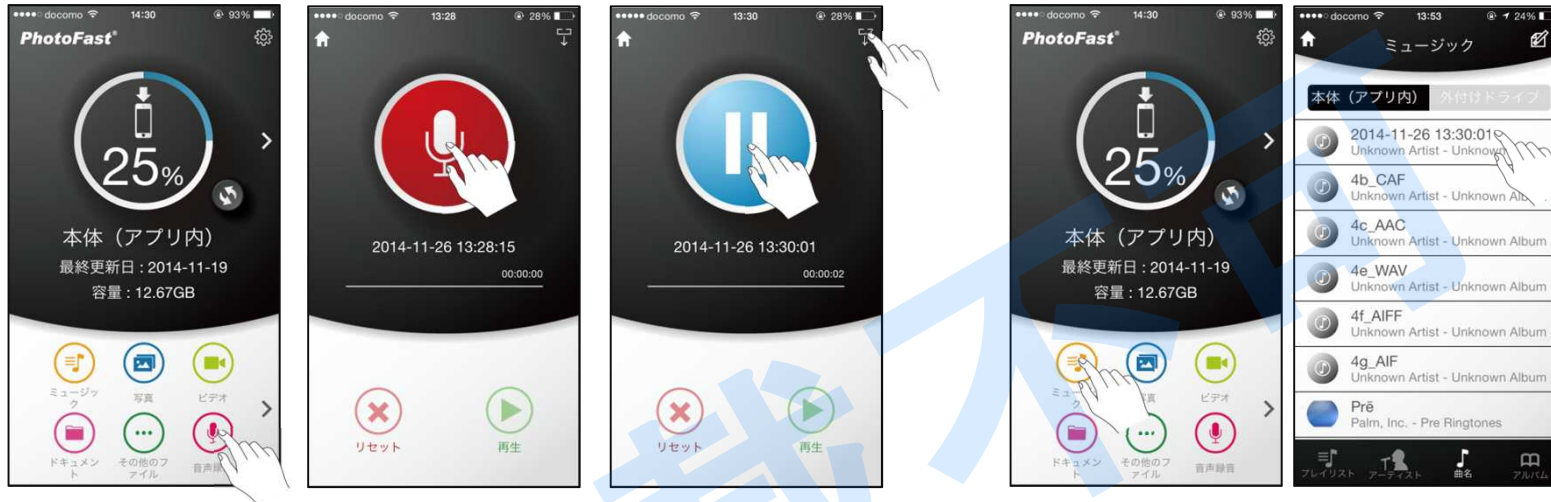 docomo 14:30 93%
PhotoFast
25%
本体（アプリ内）
最終更新日 : 2014-11-19
容量 : 12.67GB
ミュージック
写真
ビデオ
ドキュメント
その他のファイル
docomo 13:28 28%
2014-11-26 13:28:15
00:00:00
リセット
再生
docomo 13:30 28%
2014-11-26 13:30:01
00:00:02
リセット
再生
docomo 14:30 93%
PhotoFast
25%
本体（アプリ内）
最終更新日 : 2014-11-19
容量 : 12.67GB
ビデオ
ドキュメント
その他のファイル
音声録音
docomo 13:53 24%
ミュージック
本体（アプリ内） 外付けドライブ
2014-11-26 13:30:01
Unknown Artist - Unknown
4b_CAF
Unknown Artist - Unknown
4c_AAC
Unknown Artist - Unknown Album
4e_WAV
Unknown Artist - Unknown Album
4f_AIFF
Unknown Artist - Unknown Album
4g_AIF
Unknown Artist - Unknown Album
Prē
Palm, Inc. - Pre Ringtones
プレイリスト アーティスト 曲名 アルバム
載不可